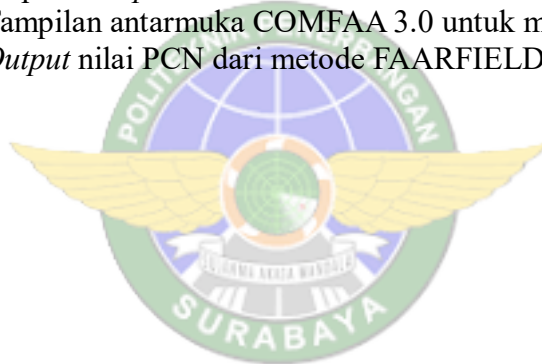 Tampilan antarmuka COMFAA 3.0 untuk m
Output nilai PCN dari metode FAARFIELD
POLITEKNIK PENERBANGAN
SURABAYA